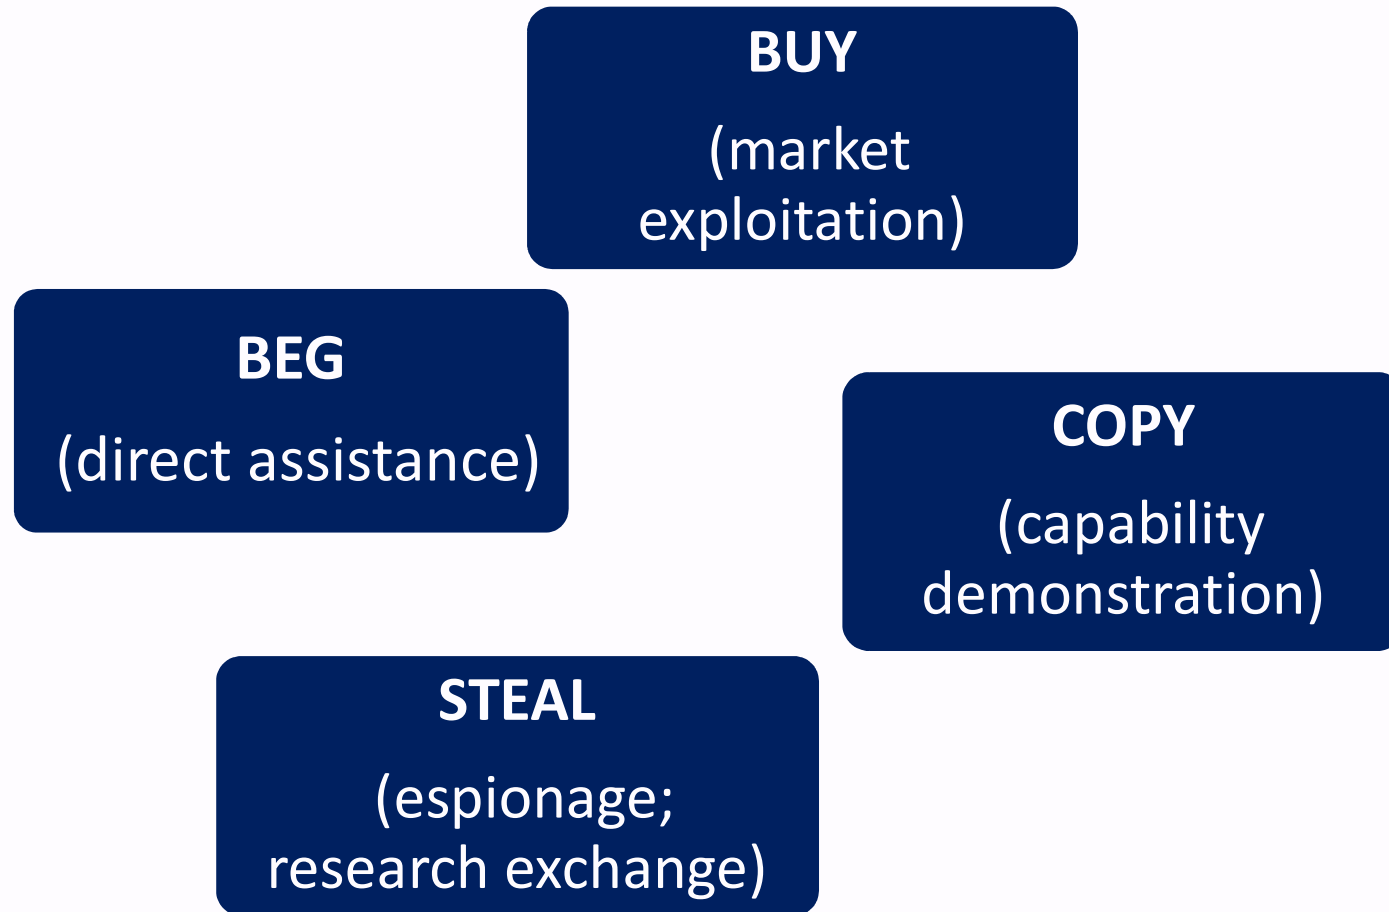 BUY
(market
exploitation)
BEG
(direct assistance)
COPY
(capability
demonstration)
STEAL
(espionage;
research exchange)